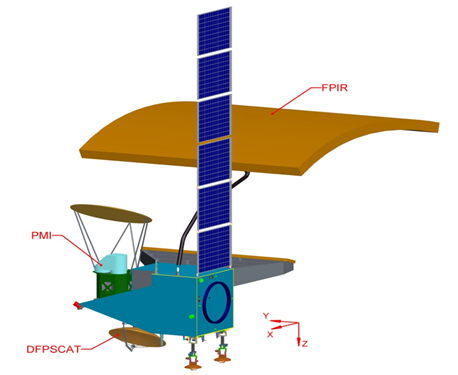 FPIR
PMI
Y
X
Z
DFPSCAT